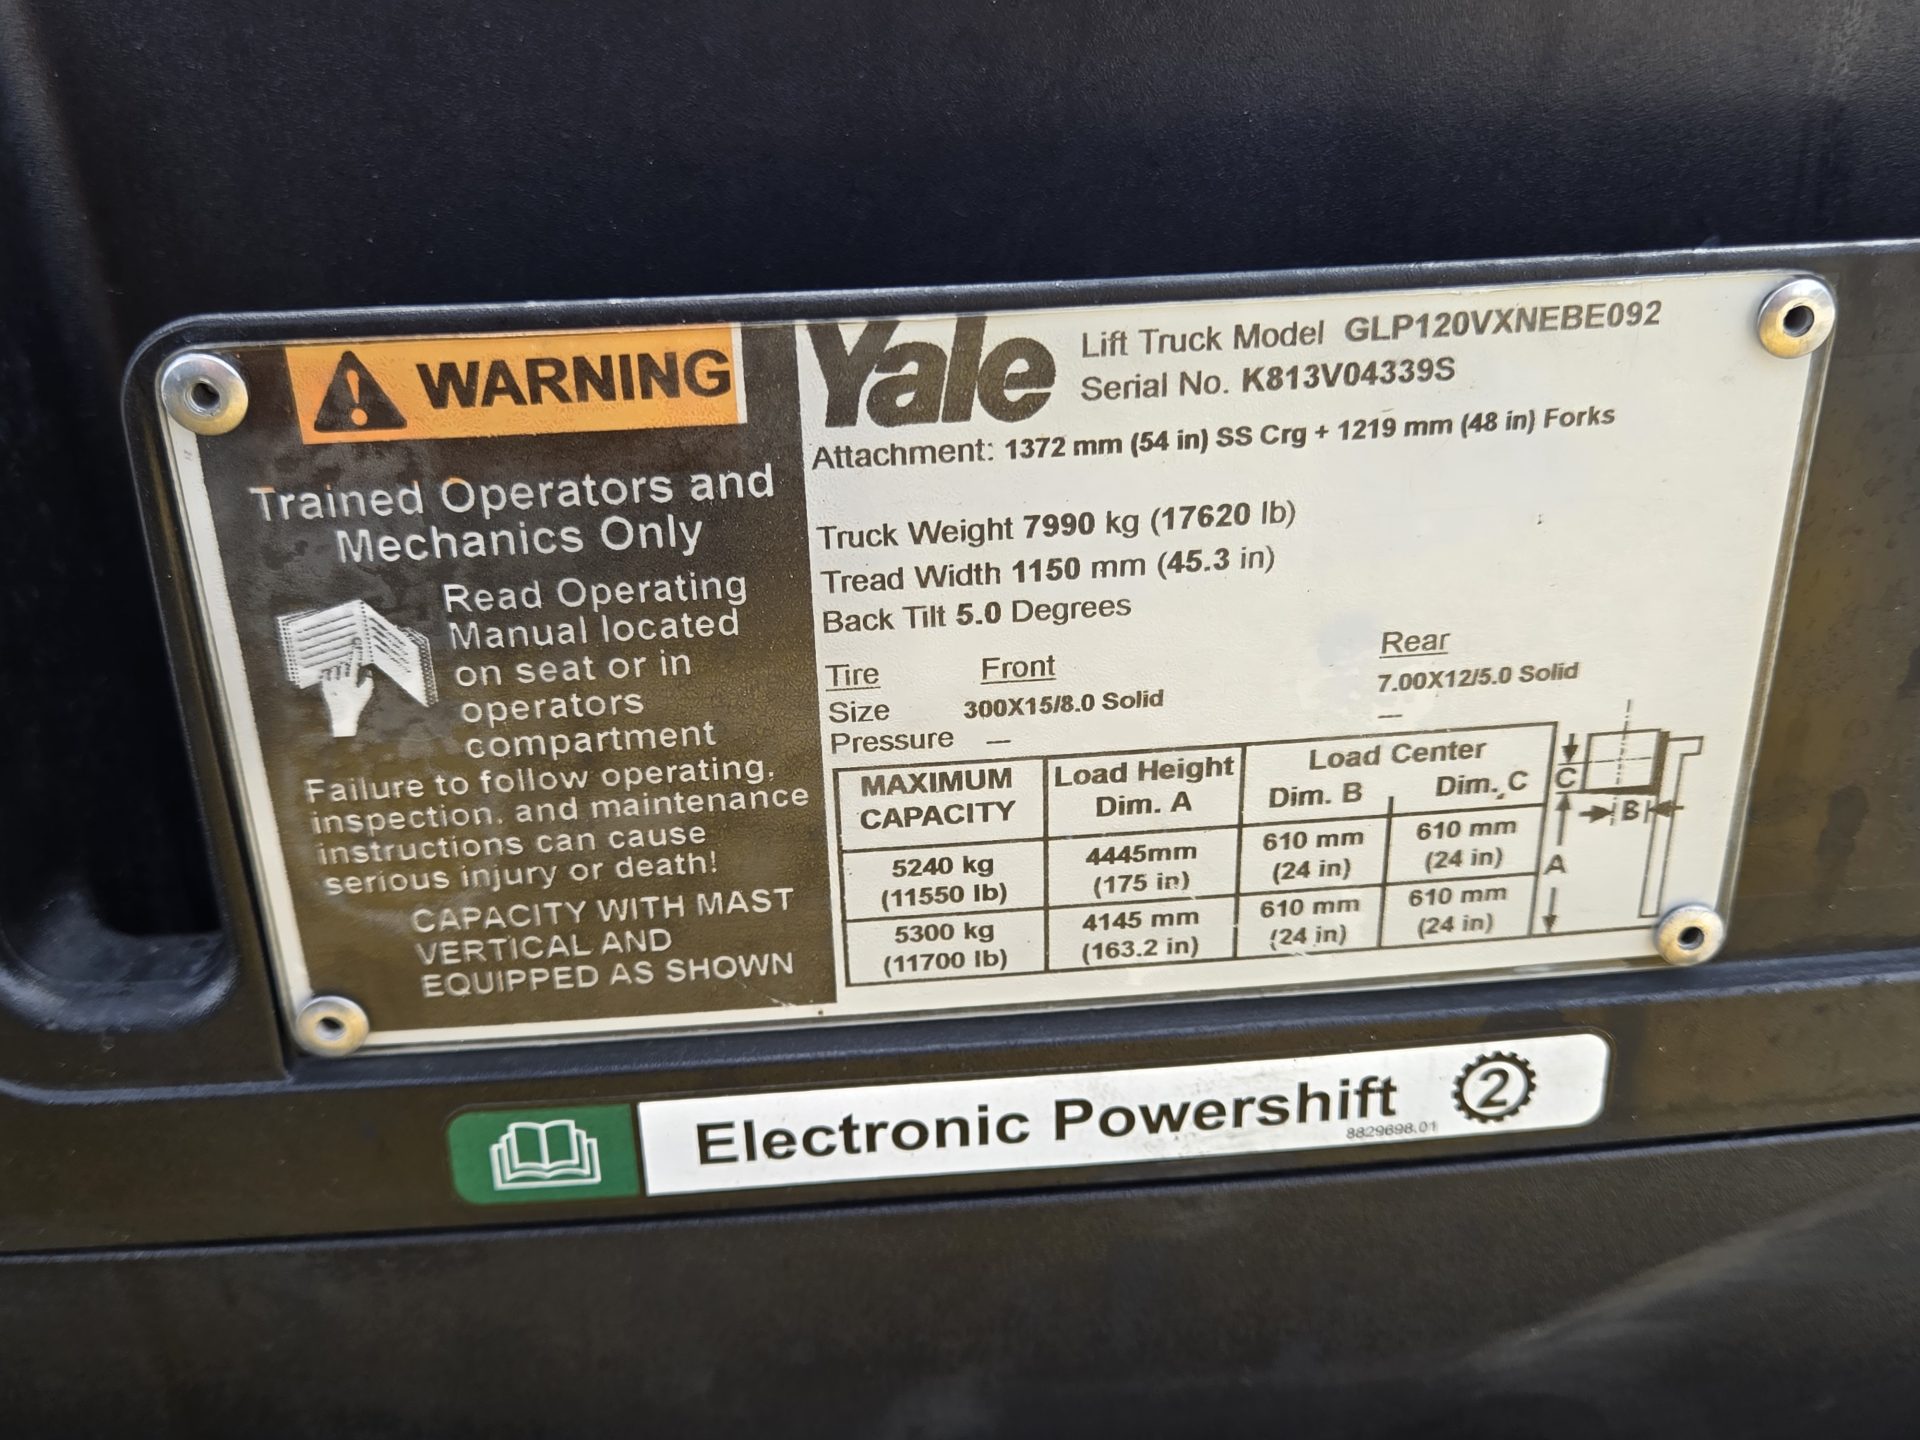 WARNING
Trained Operators and
Mechanics Only
Read Operating
Manual located
on seat or in
operators
compartment
Failure to follow operating,
inspection, and maintenance
instructions can cause
serious injury or death!
CAPACITY WITH MAST
VERTICAL AND
EQUIPPED AS SHOWN
Yale
Lift Truck Model GLP120VXNEBE092
Serial No. K813V04339S
Attachment: 1372 mm (54 in) SS Crg + 1219 mm (48 in) Forks
Truck Weight 7990 kg (17620 lb)
Tread Width 1150 mm (45.3 in)
Back Tilt 5.0 Degrees
Tire Front Rear
Size 300X15/8.0 Solid 7.00X12/5.0 Solid
Pressure — —
MAXIMUM CAPACITY Load Height Dim. A Load Center Dim. B Dim. C
5240 kg 4445mm 610 mm 610 mm
(11550 lb) (175 in) (24 in) (24 in)
5300 kg 4145 mm 610 mm 610 mm
(11700 lb) (163.2 in) (24 in) (24 in)
C
B
A
Electronic Powershift 2
8829698.01